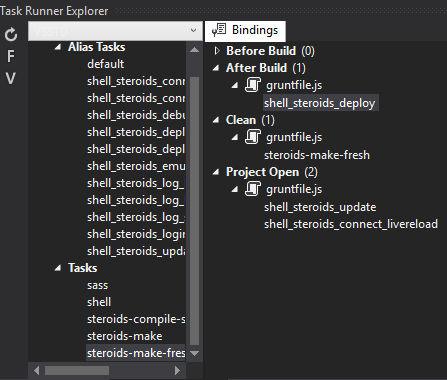 Task Runner Explorer
F
V
Alias Tasks
default
shell_steroids_conn
shell_steroids_conn
shell_steroids_debu
shell_steroids_depl
shell_steroids_depl
shell_steroids_emu
shell_steroids_log_
shell_steroids_log_
shell_steroids_log_
shell_steroids_login
shell_steroids_upda
Tasks
sass
shell
steroids-compile-s
steroids-make
steroids-make-fres
Bindings
Before Build (0)
After Build (1)
gruntfile.js
shell_steroids_deploy
Clean (1)
gruntfile.js
steroids-make-fresh
Project Open (2)
gruntfile.js
shell_steroids_update
shell_steroids_connect_livereload